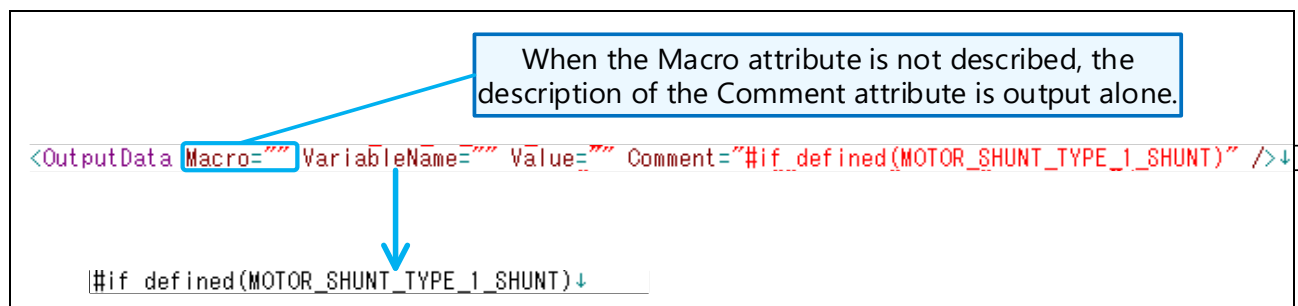 When the Macro attribute is not described, the
description of the Comment attribute is output alone.
<OutputData Macro="" VariableName="" Value="" Comment="#if defined(MOTOR_SHUNT_TYPE_1_SHUNT)" />↓
#if defined(MOTOR_SHUNT_TYPE_1_SHUNT)↓